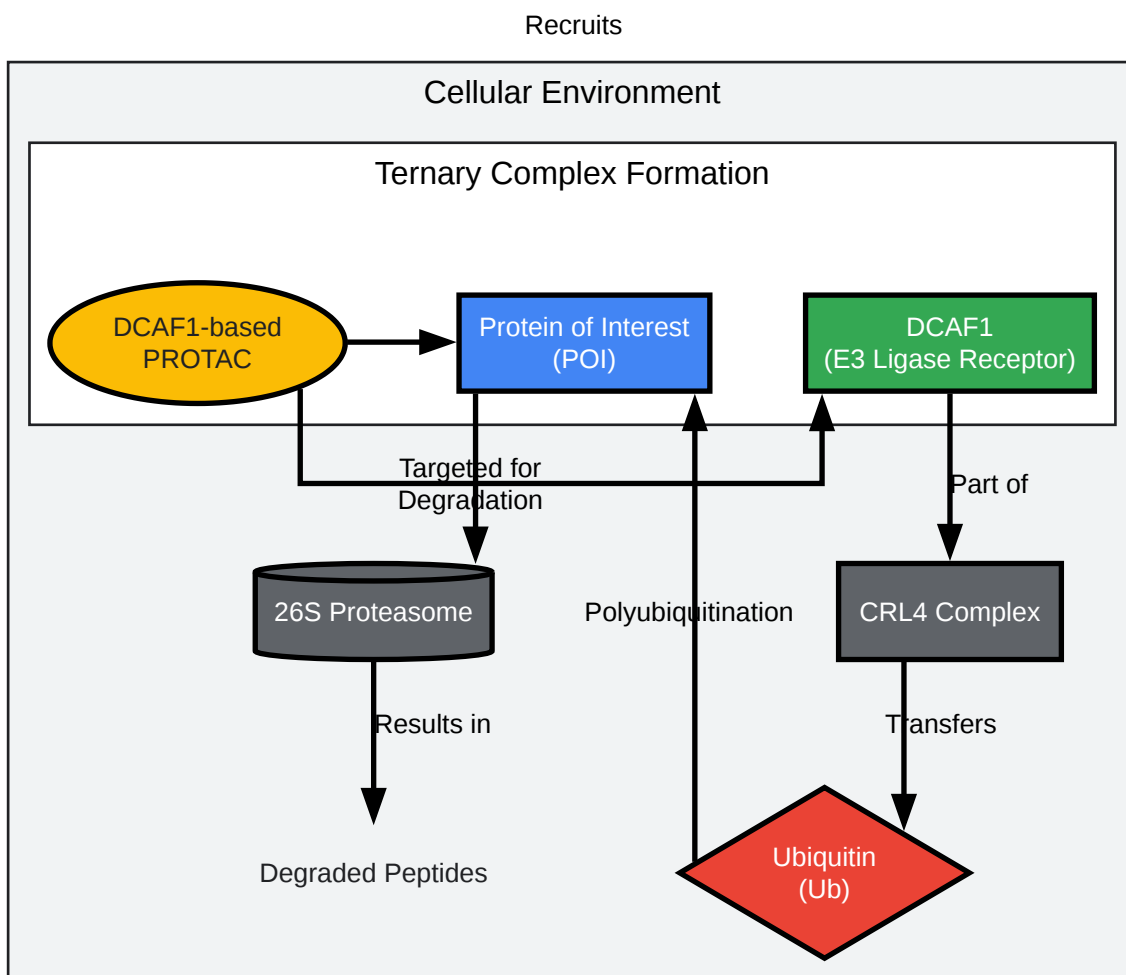 Recruits
Cellular Environment
Ternary Complex Formation
DCAF1-based
PROTAC
Protein of Interest
(POI)
DCAF1
(E3 Ligase Receptor)
Targeted for
Degradation
Part of
26S Proteasome
Polyubiquitination
CRL4 Complex
Results in
Transfers
Degraded Peptides
Ubiquitin
(Ub)